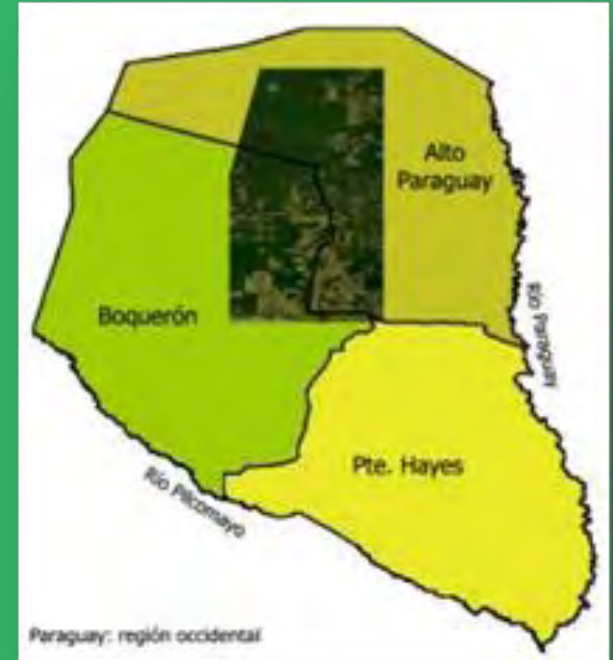 Alto
Paraguay
Río Paraguay
Boquerón
Pte. Hayes
Río Pilcomayo
Paraguay: región occidental